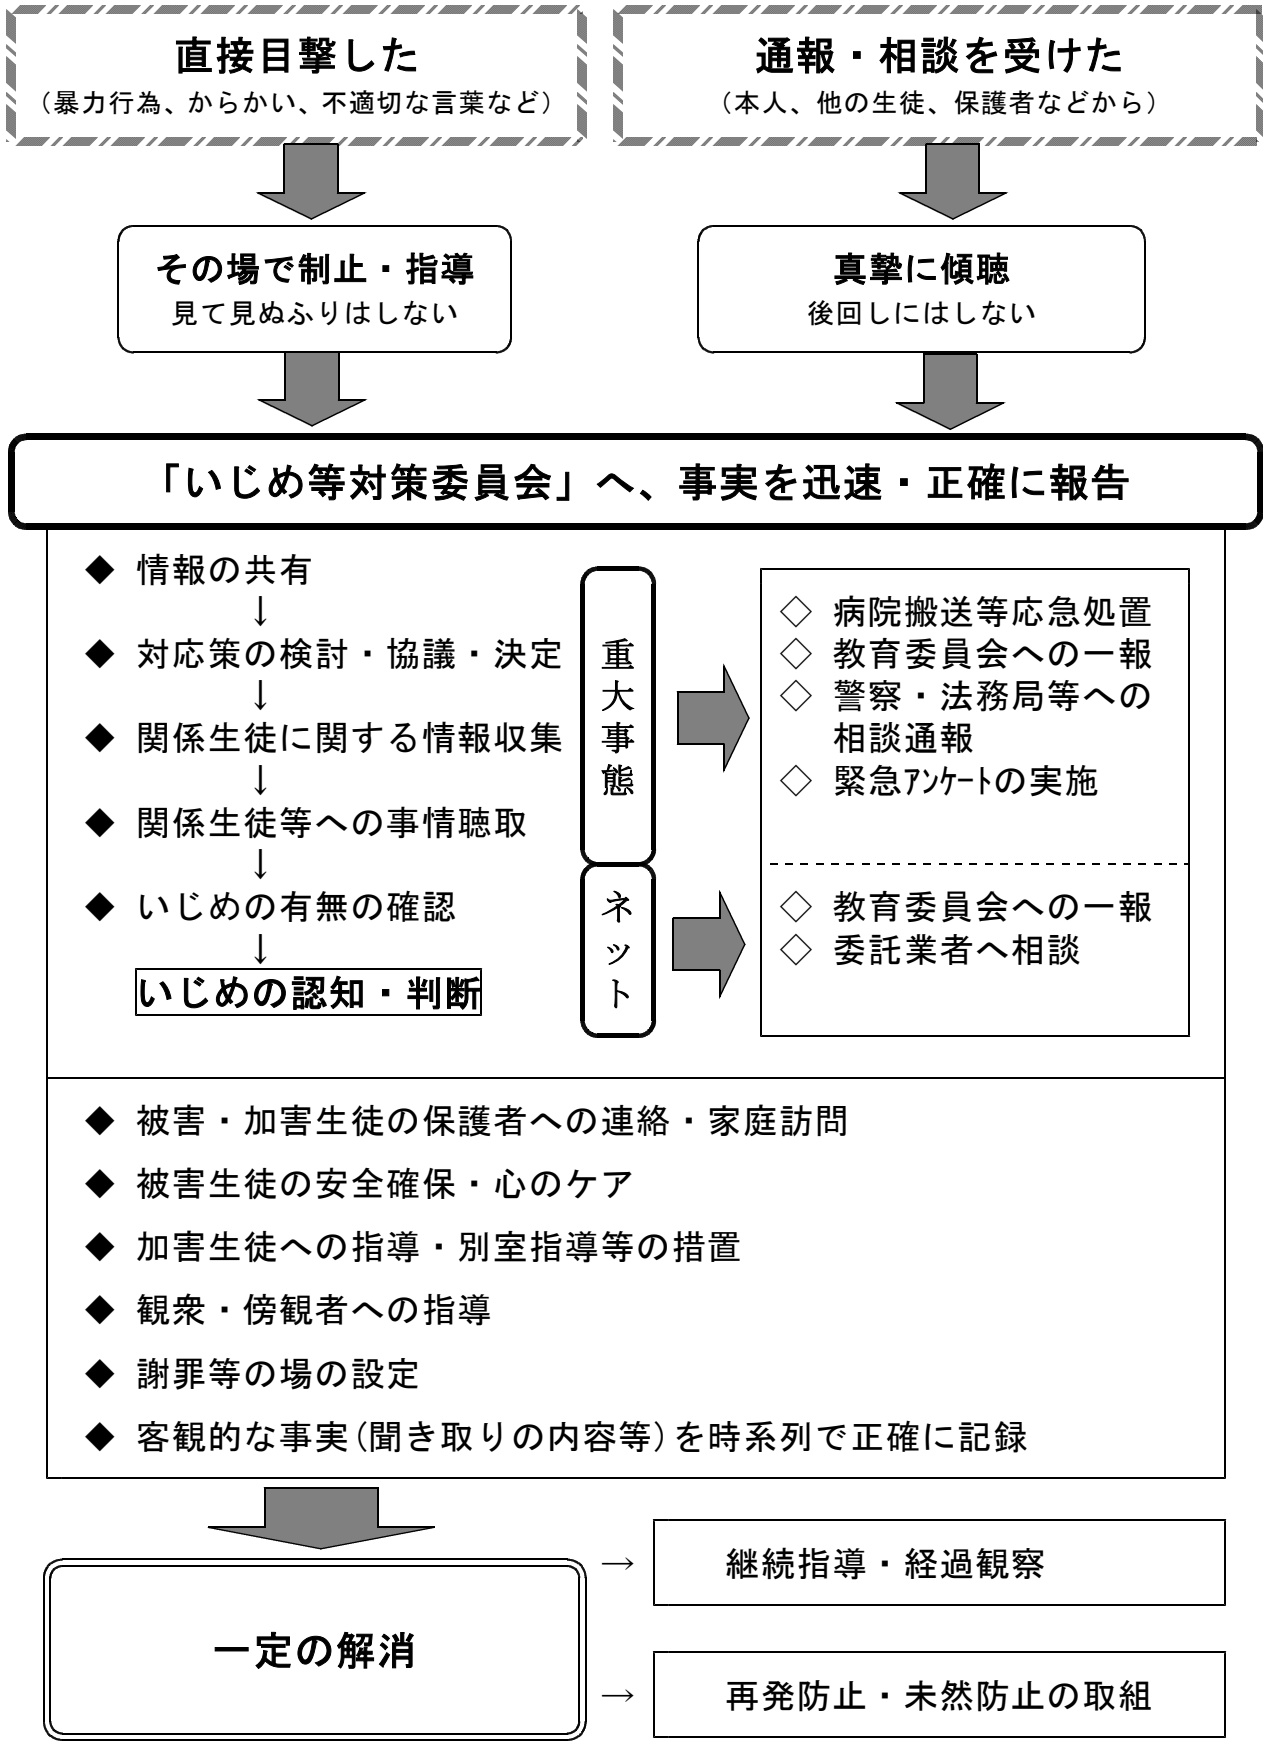 直接目撃した
（暴力行為、からかい、不適切な言葉など）
通報・相談を受けた
（本人、他の生徒、保護者などから）
その場で制止・指導
見て見ぬふりはしない
真摯に傾聴
後回しにはしない
「いじめ等対策委員会」へ、事実を迅速・正確に報告
◆ 情報の共有
↓
◆ 対応策の検討・協議・決定
↓
◆ 関係生徒に関する情報収集
↓
◆ 関係生徒等への事情聴取
↓
◆ いじめの有無の確認
↓
いじめの認知・判断
重大事態
◇ 病院搬送等応急処置
◇ 教育委員会への一報
◇ 警察・法務局等への
相談通報
◇ 緊急ｱﾝｹｰﾄの実施
ネット
◇ 教育委員会への一報
◇ 委託業者へ相談
◆ 被害・加害生徒の保護者への連絡・家庭訪問
◆ 被害生徒の安全確保・心のケア
◆ 加害生徒への指導・別室指導等の措置
◆ 観衆・傍観者への指導
◆ 謝罪等の場の設定
◆ 客観的な事実(聞き取りの内容等)を時系列で正確に記録
一定の解消
→ 継続指導・経過観察
→ 再発防止・未然防止の取組